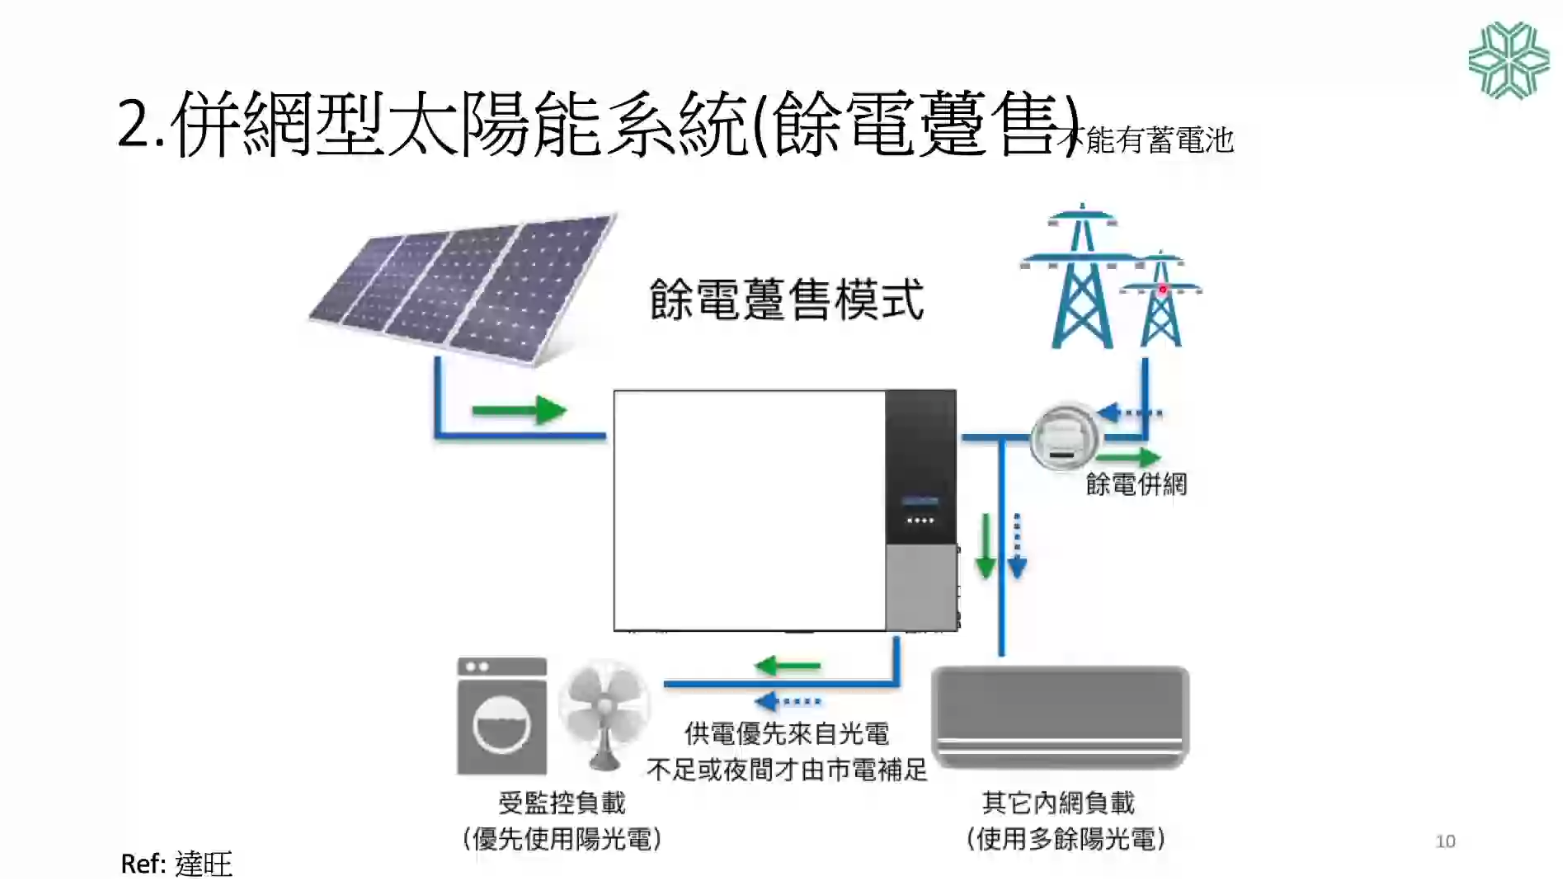 2.併網型太陽能系統(餘電躉售)不能有蓄電池
餘電躉售模式
餘電併網
供電優先來自光電
不足或夜間才由市電補足
受監控負載
(優先使用陽光電)
其它內網負載
(使用多餘陽光電)
Ref: 達旺
10